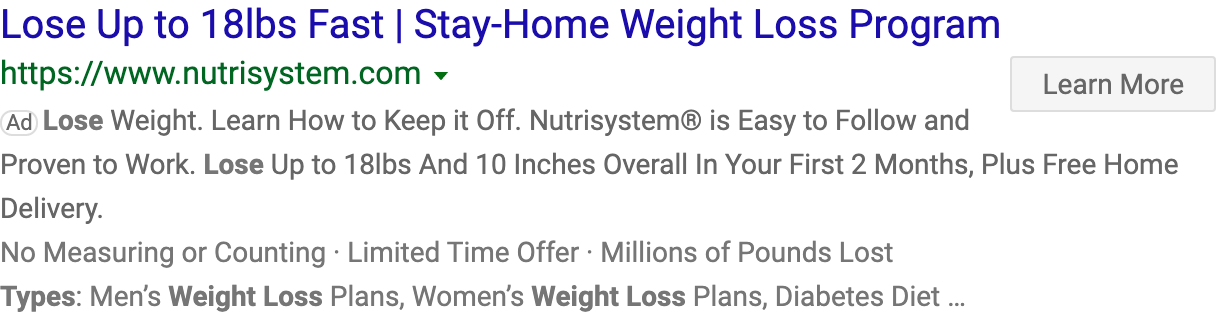 Lose Up to 18lbs Fast | Stay-Home Weight Loss Program
https://www.nutrisystem.com
Learn More
Ad Lose Weight. Learn How to Keep it Off. Nutrisystem® is Easy to Follow and
Proven to Work. Lose Up to 18lbs And 10 Inches Overall In Your First 2 Months, Plus Free Home
Delivery.
No Measuring or Counting · Limited Time Offer · Millions of Pounds Lost
Types: Men’s Weight Loss Plans, Women’s Weight Loss Plans, Diabetes Diet ...